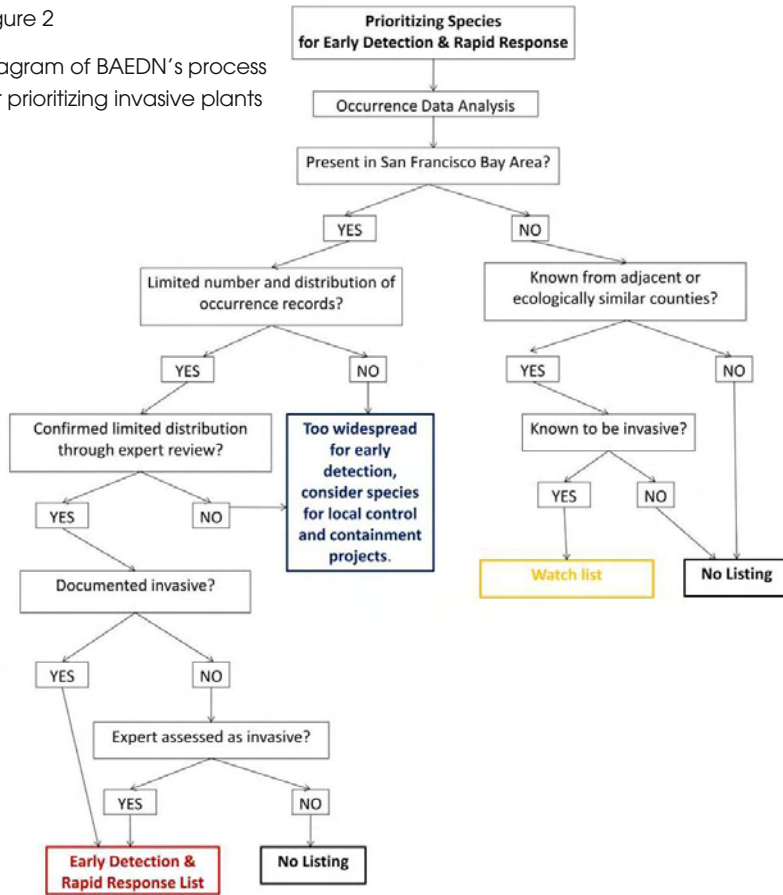 gure 2
agram of BAEDN's process
r prioritizing invasive plants
Prioritizing Species
for Early Detection & Rapid Response
Occurrence Data Analysis
Present in San Francisco Bay Area?
YES
NO
Limited number and distribution of
occurrence records?
Known from adjacent or
ecologically similar counties?
YES
NO
YES
NO
Confirmed limited distribution
through expert review?
Too widespread
for early
detection,
consider species
for local control
and containment
projects.
Known to be invasive?
YES
NO
YES
NO
Documented invasive?
Watch list
No Listing
YES
NO
Expert assessed as invasive?
YES
NO
Early Detection &
Rapid Response List
No Listing